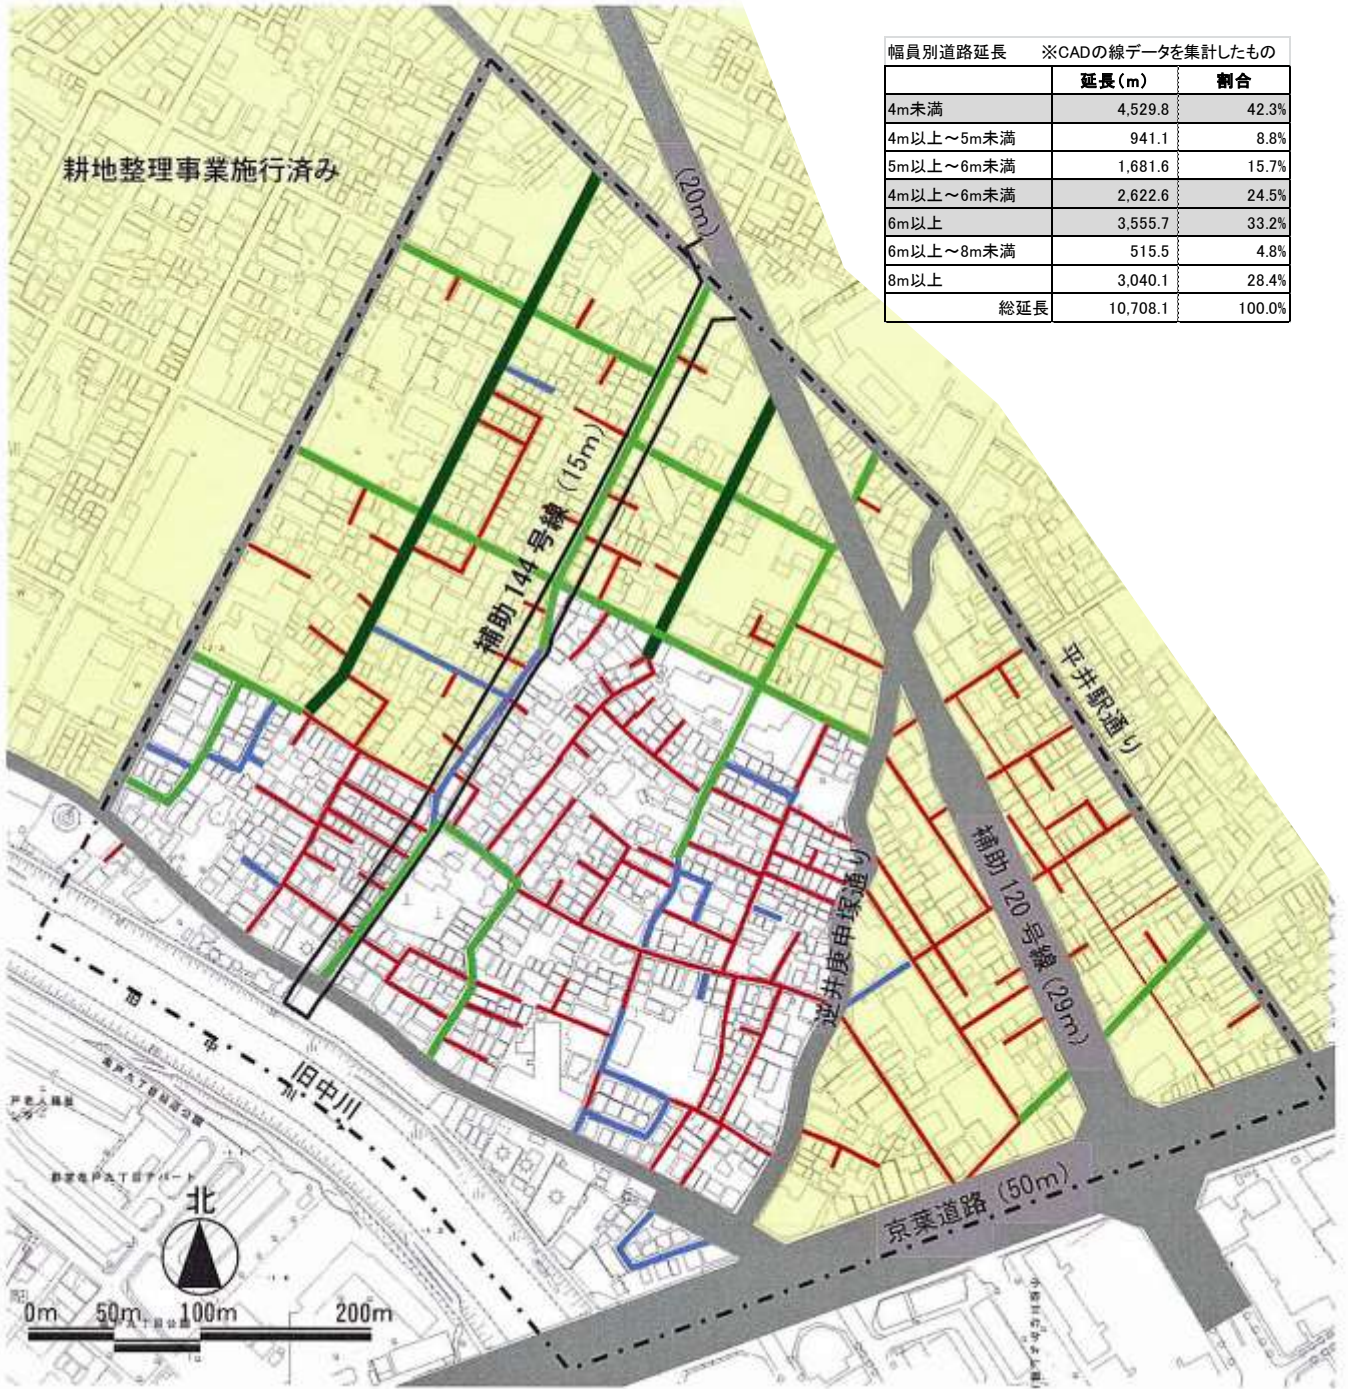 幅員別道路延長 ※CADの線データを集計したもの
延長(m) 割合
4m未満 4,529.8 42.3%
4m以上～5m未満 941.1 8.8%
5m以上～6m未満 1,681.6 15.7%
4m以上～6m未満 2,622.6 24.5%
6m以上 3,555.7 33.2%
6m以上～8m未満 515.5 4.8%
8m以上 3,040.1 28.4%
総延長 10,708.1 100.0%
耕地整理事業施行済み
(20m)
補助144号線 (15m)
平井駅通り
補助120号線 (29m)
逆井庚申塚通り
旧中川
旧中川
京葉道路 (50m)
北
0m 50m 100m 200m